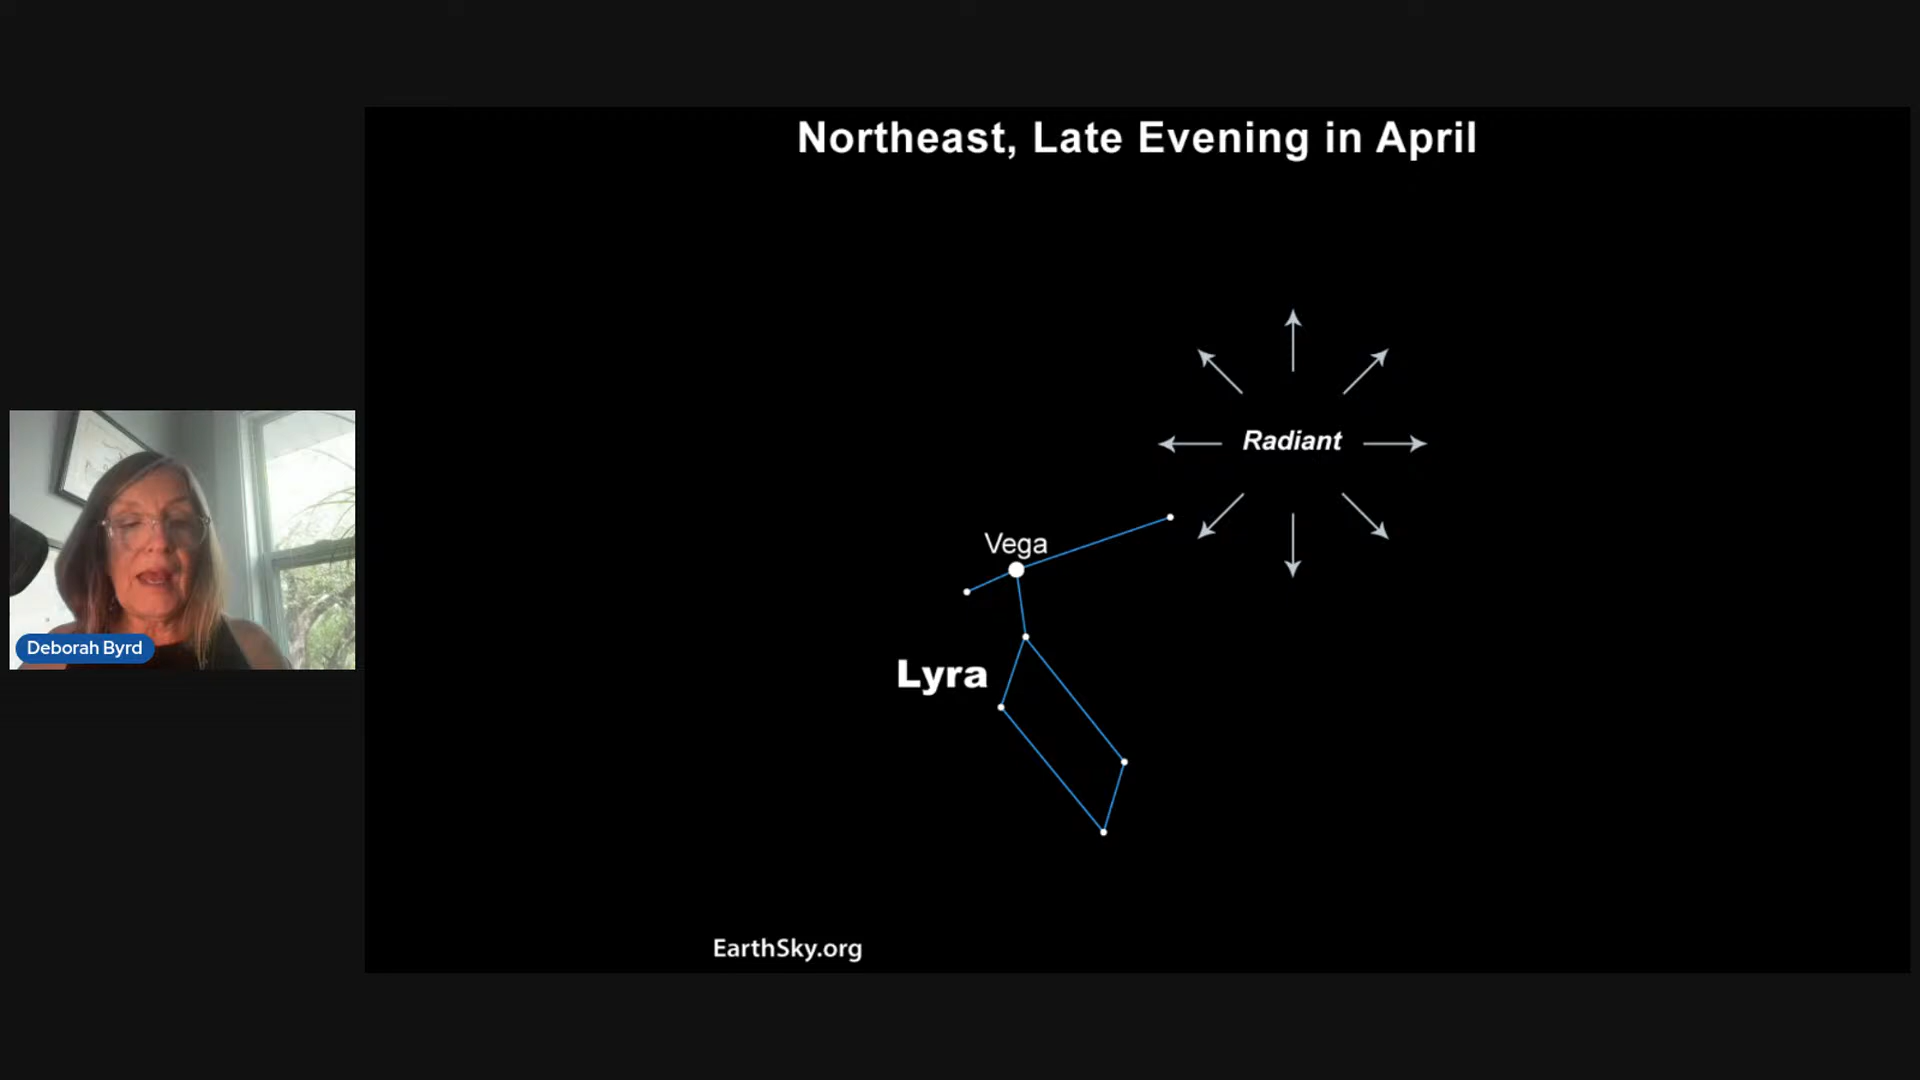 Northeast, Late Evening in April
Radiant
Vega
Deborah Byrd
Lyra
EarthSky.org